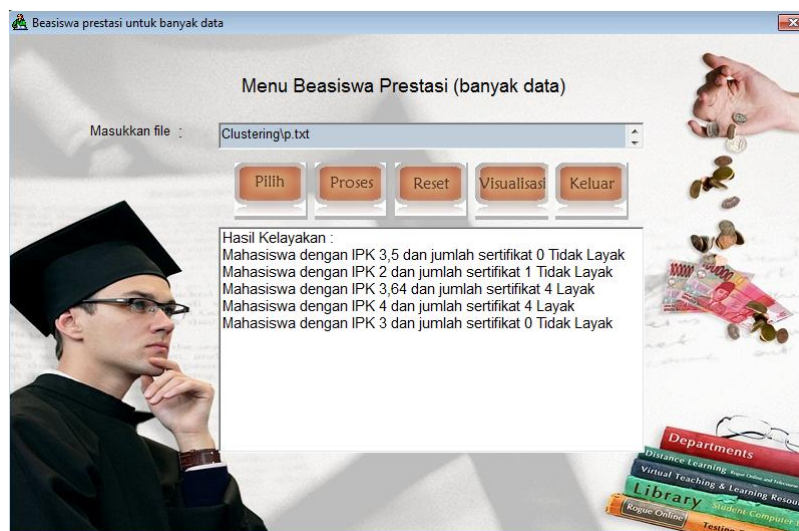 Beasiswa prestasi untuk banyak data
Menu Beasiswa Prestasi (banyak data)
Masukkan file :
Clustering\p.txt
Pilih
Proses
Reset
Visualisasi
Keluar
Hasil Kelayakan :
Mahasiswa dengan IPK 3,5 dan jumlah sertifikat 0 Tidak Layak
Mahasiswa dengan IPK 2 dan jumlah sertifikat 1 Tidak Layak
Mahasiswa dengan IPK 3,64 dan jumlah sertifikat 4 Layak
Mahasiswa dengan IPK 4 dan jumlah sertifikat 4 Layak
Mahasiswa dengan IPK 3 dan jumlah sertifikat 0 Tidak Layak
100000
Departments
Distance Learning
Virtual Teaching & Learning Resou
Library
Student Computer
Rogue Online
Testing